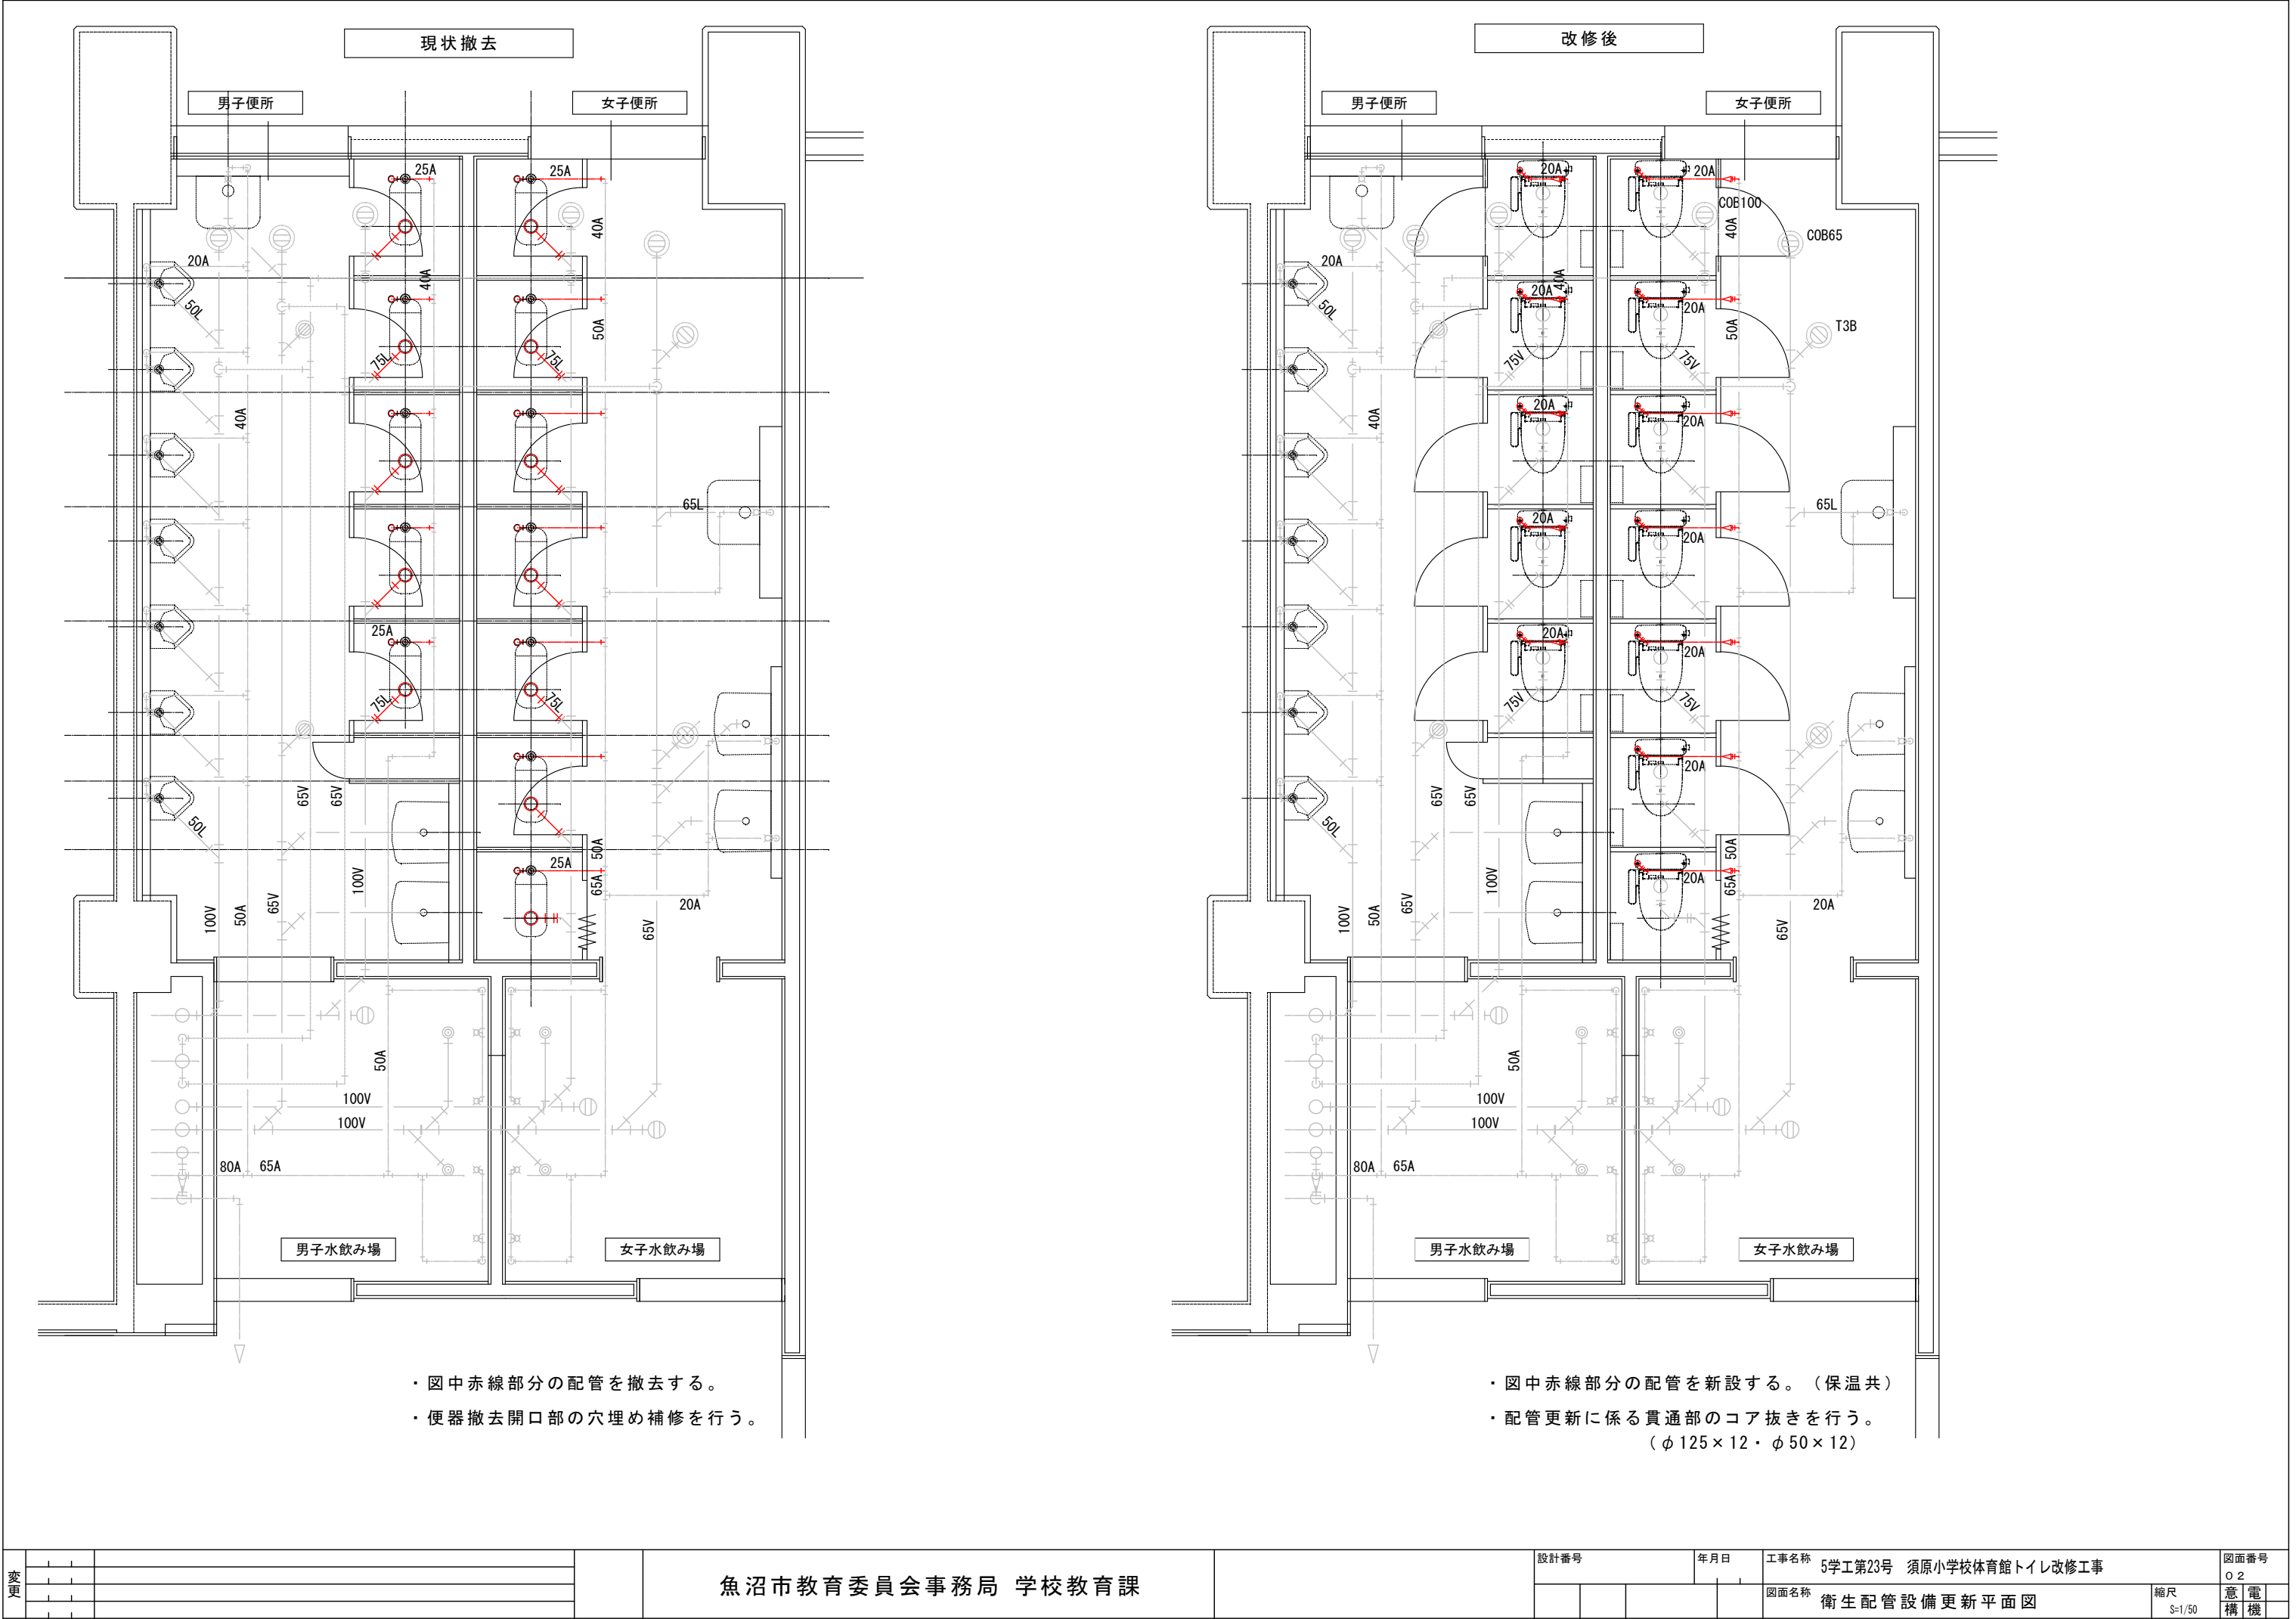 現状撤去
男子便所
女子便所
25A
25A
40A
20A
40A
50L
50A
75L
75L
40A
65L
25A
75L
75L
65V
65V
50L
50A
25A
100V
65A
20A
65V
100V
50A
65V
50A
100V
100V
80A 65A
男子水飲み場
女子水飲み場
・図中赤線部分の配管を撤去する。
・便器撤去開口部の穴埋め補修を行う。
改修後
男子便所
女子便所
20A
20A
COB100
40A
COB65
20A
40A
20A
20A
50L
50A
T3B
75V
75V
20A
40A
20A
65L
20A
20A
20A
20A
75V
75V
20A
65V
65V
50L
50A
100V
20A
65A
20A
65V
100V
50A
65V
50A
100V
100V
80A 65A
男子水飲み場
女子水飲み場
・図中赤線部分の配管を新設する。（保温共）
・配管更新に係る貫通部のコア抜きを行う。
（φ125×12・φ50×12）
変更
魚沼市教育委員会事務局 学校教育課
設計番号
年月日
工事名称 5学工第23号 須原小学校体育館トイレ改修工事
図面番号
02
図面名称 衛生配管設備更新平面図
縮尺
S=1/50
意 電
構 機